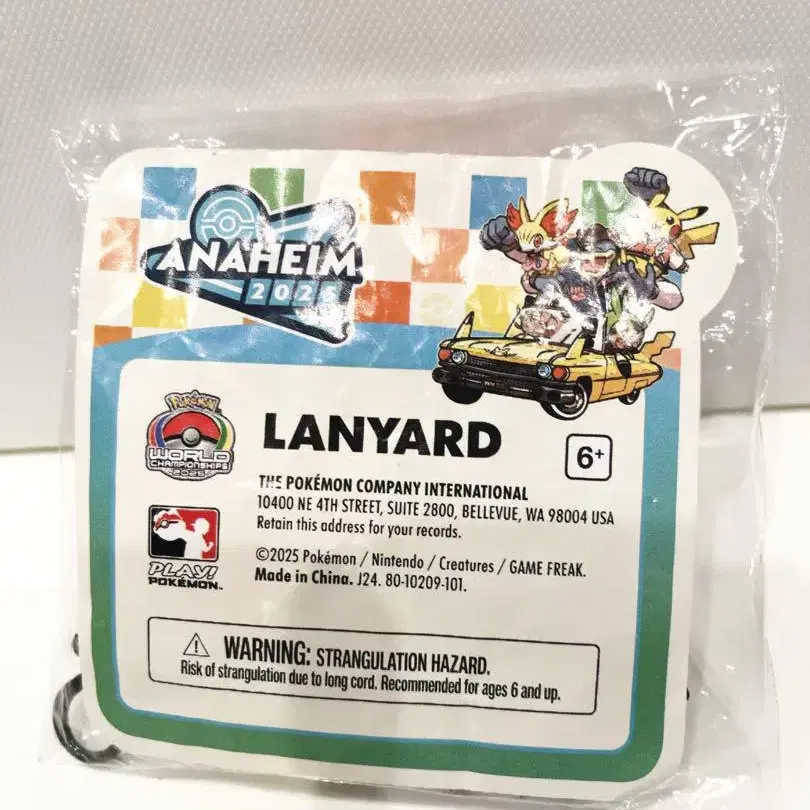 ANAHEIM
2025
POKÉMON
WORLD
CHAMPIONSHIPS
2025
LANYARD
6+
THE POKÉMON COMPANY INTERNATIONAL
10400 NE 4TH STREET, SUITE 2800, BELLEVUE, WA 98004 USA
Retain this address for your records.
©2025 Pokémon / Nintendo / Creatures / GAME FREAK.
Made in China. J24. 80-10209-101.
PLAY!
POKÉMON™
WARNING: STRANGULATION HAZARD.
Risk of strangulation due to long cord. Recommended for ages 6 and up.